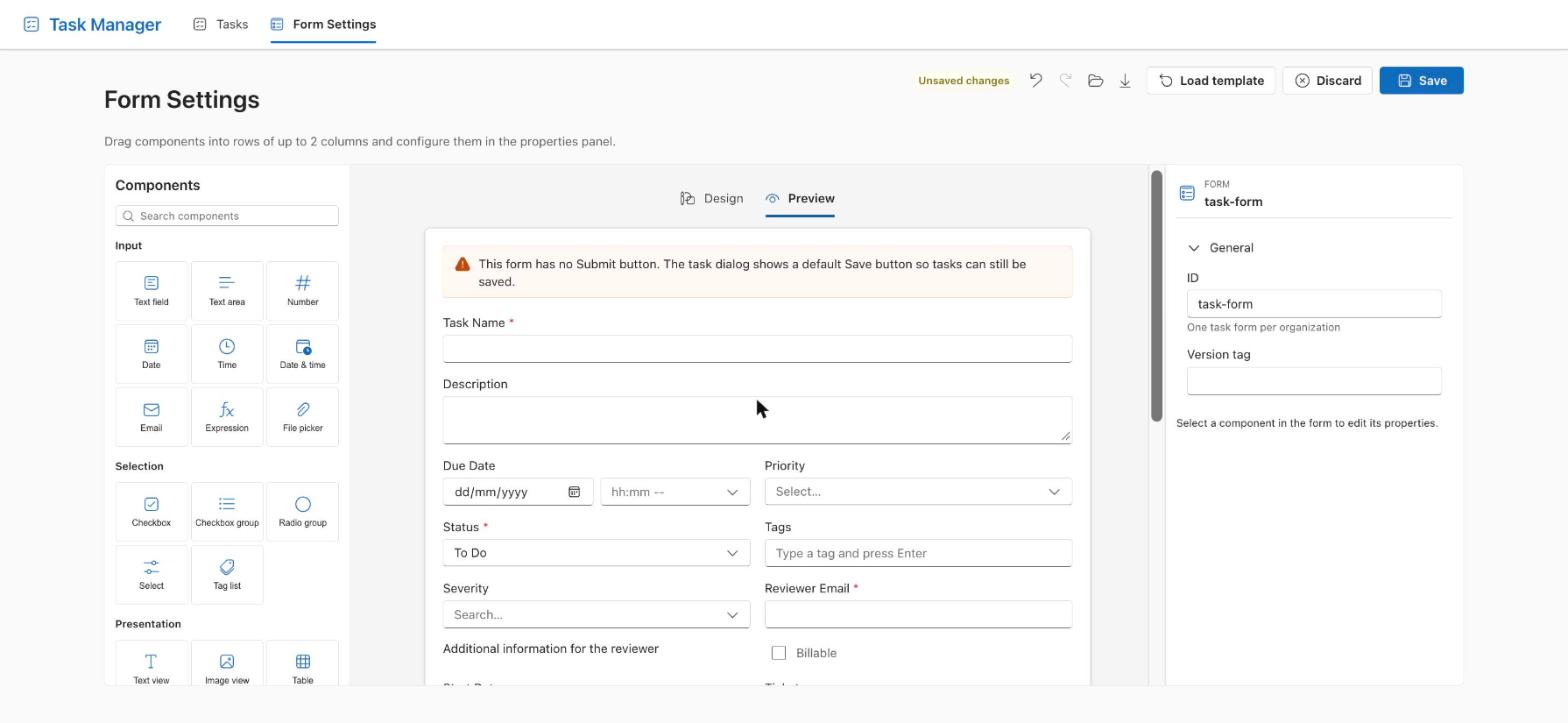 Task Manager
Tasks
Form Settings
Unsaved changes
Load template
Discard
Save
Form Settings
Drag components into rows of up to 2 columns and configure them in the properties panel.
Components
Search components
Input
Text field
Text area
Number
Date
Time
Date & time
Email
fx
Expression
File picker
Selection
Checkbox
Checkbox group
Radio group
Select
Tag list
Presentation
Text view
Image view
Table
Design
Preview
This form has no Submit button. The task dialog shows a default Save button so tasks can still be
saved.
Task Name *
Description
Due Date
Priority
dd/mm/yyyy
hh:mm --
Select...
Status *
Tags
To Do
Type a tag and press Enter
Severity
Reviewer Email *
Search...
Additional information for the reviewer
Billable
FORM
task-form
General
ID
task-form
One task form per organization
Version tag
Select a component in the form to edit its properties.